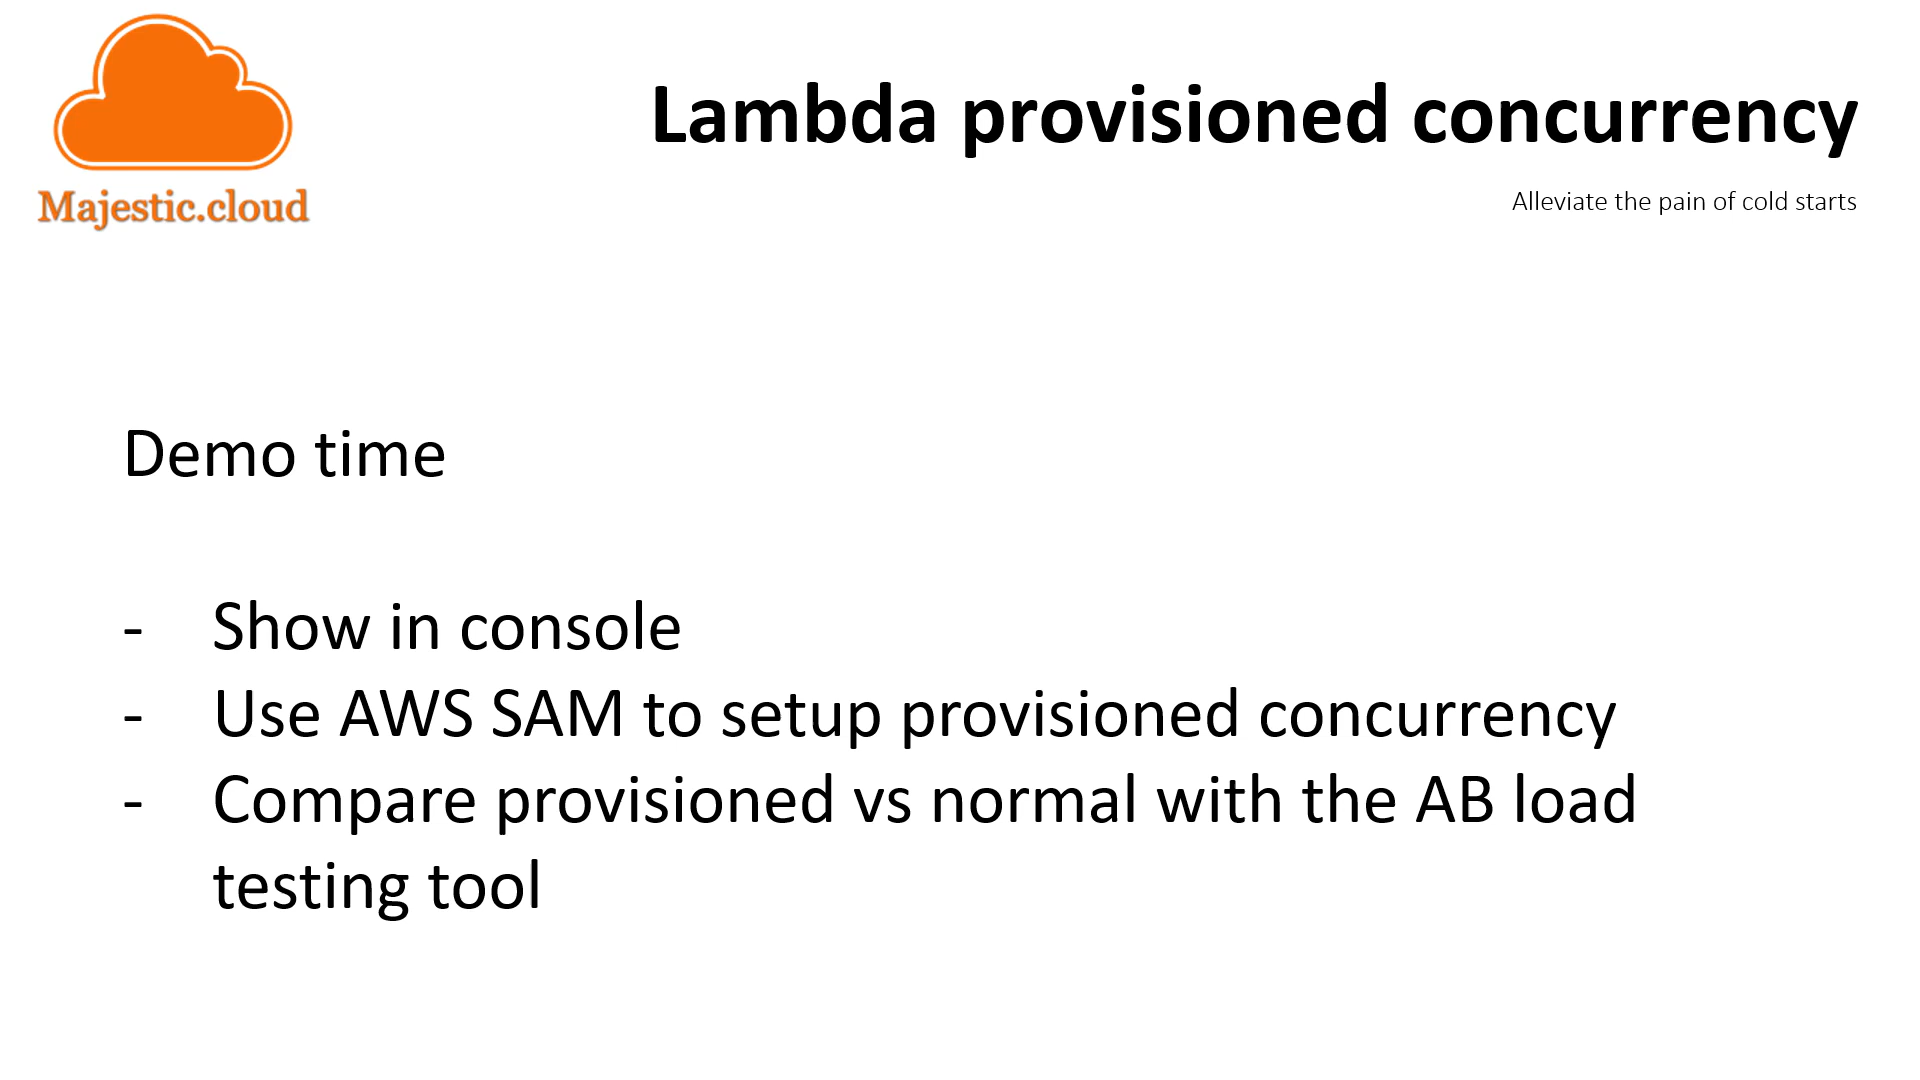 Majestic.cloud
Lambda provisioned concurrency
Alleviate the pain of cold starts
Demo time
- Show in console
- Use AWS SAM to setup provisioned concurrency
- Compare provisioned vs normal with the AB load
testing tool